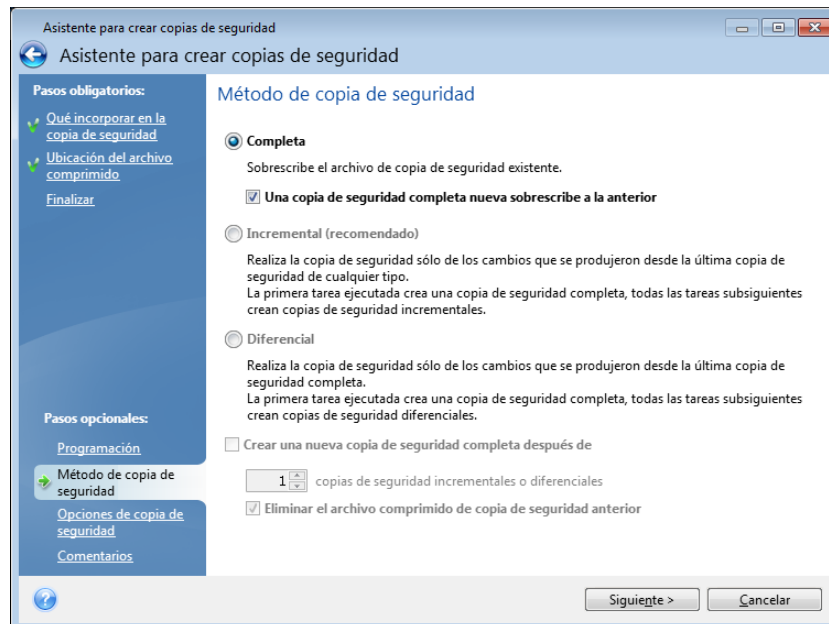 Asistente para crear copias de seguridad
Asistente para crear copias de seguridad
Pasos obligatorios:
Qué incorporar en la
copia de seguridad
Ubicación del archivo
comprimido
Finalizar
Pasos opcionales:
Programación
Método de copia de
seguridad
Opciones de copia de
seguridad
Comentarios
Método de copia de seguridad
Completa
Sobrescribe el archivo de copia de seguridad existente.
Una copia de seguridad completa nueva sobrescribe a la anterior
Incremental (recomendado)
Realiza la copia de seguridad sólo de los cambios que se produjeron desde la última copia de
seguridad de cualquier tipo.
La primera tarea ejecutada crea una copia de seguridad completa, todas las tareas subsiguientes
crean copias de seguridad incrementales.
Diferencial
Realiza la copia de seguridad sólo de los cambios que se produjeron desde la última copia de
seguridad completa.
La primera tarea ejecutada crea una copia de seguridad completa, todas las tareas subsiguientes
crean copias de seguridad diferenciales.
Crear una nueva copia de seguridad completa después de
1 copias de seguridad incrementales o diferenciales
Eliminar el archivo comprimido de copia de seguridad anterior
?
Siguiente >
Cancelar